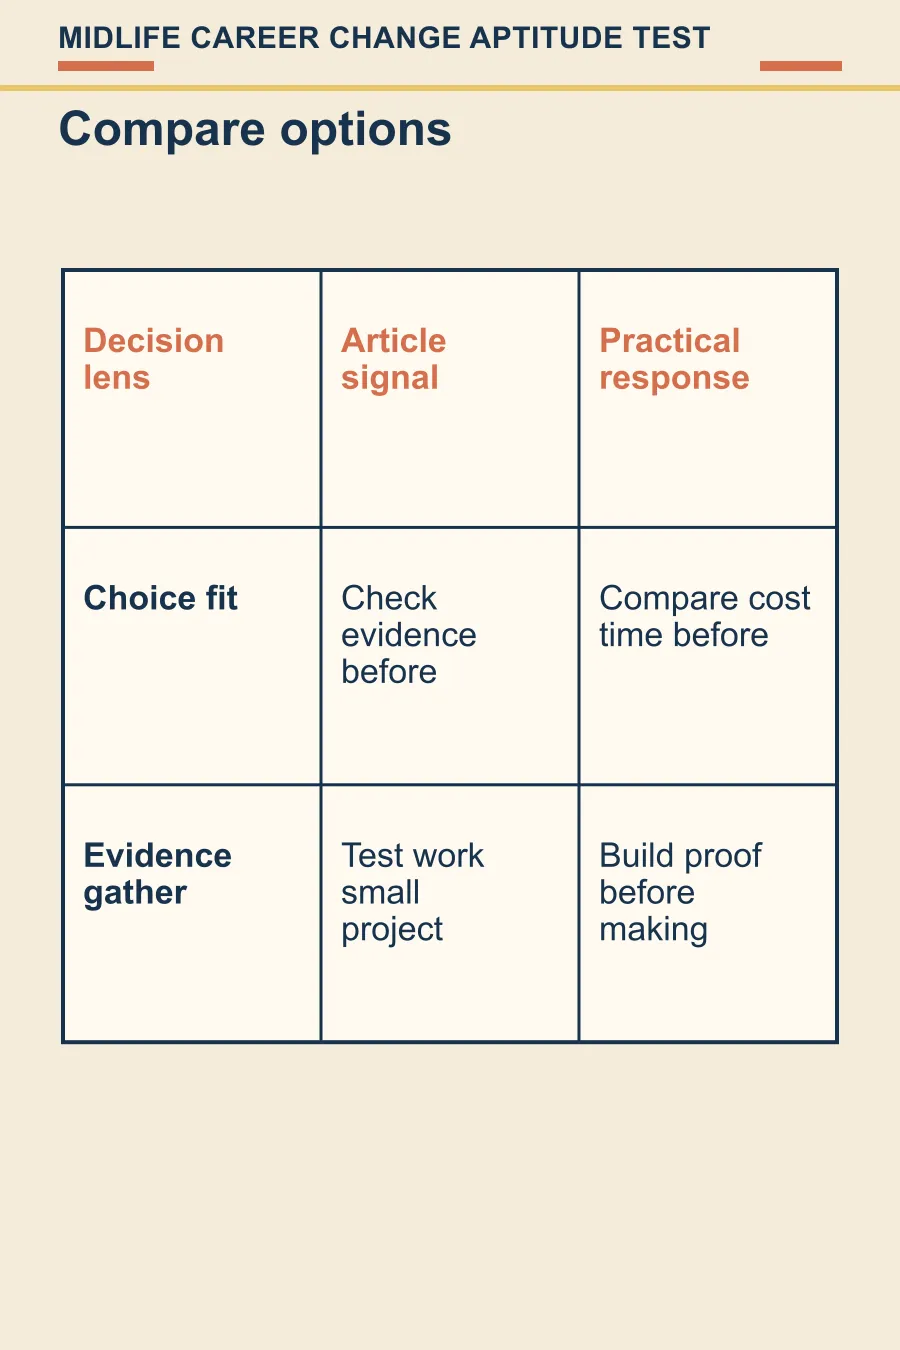 MIDLIFE CAREER CHANGE APTITUDE TEST
Compare options
Decision
lens
Article
signal
Practical
response
Choice fit
Check
evidence
before
Compare cost
time before
Evidence
gather
Test work
small
project
Build proof
before
making